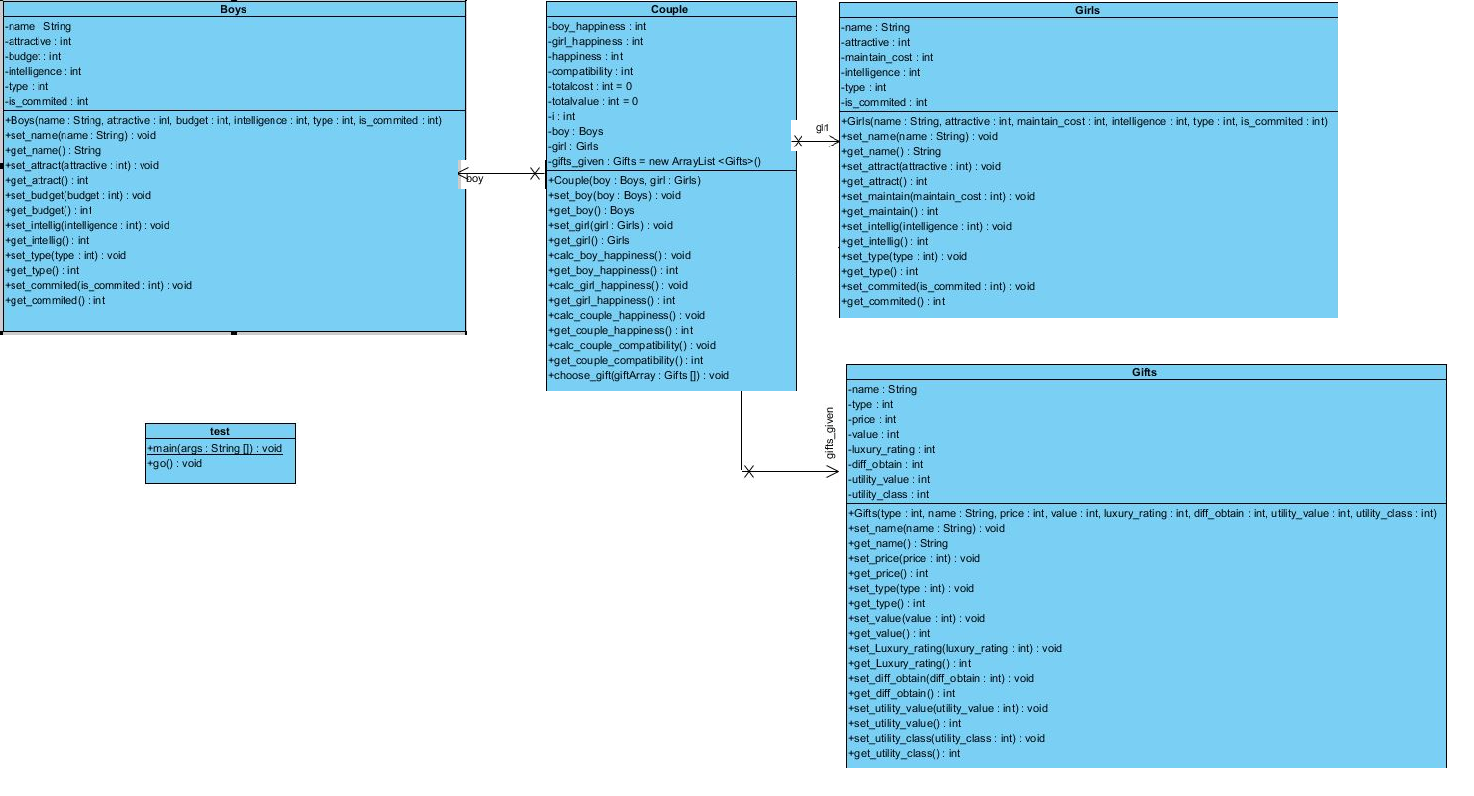 Boys
-name String
-attractive : int
-budget : int
-intelligence : int
-type : int
-is_commited : int
+Boys(name : String, attractive : int, budget : int, intelligence : int, type : int, is_commited : int)
+set_name(name : String) : void
+get_name() : String
+set_attract(attractive : int) : void
+get_attract() : int
+set_budget(budget : int) : void
+get_budget() : int
+set_intellig(intelligence : int) : void
+get_intellig() : int
+set_type(type : int) : void
+get_type() : int
+set_commited(is_commited : int) : void
+get_commited() : int
boy
Couple
-boy_happiness : int
-girl_happiness : int
-happiness : int
-compatibility : int
-totalcost : int = 0
-totalvalue : int = 0
-i : int
-boy : Boys
-girl : Girls
-gifts_given : Gifts = new ArrayList <Gifts>()
+Couple(boy : Boys, girl : Girls)
+set_boy(boy : Boys) : void
+get_boy() : Boys
+set_girl(girl : Girls) : void
+get_girl() : Girls
+calc_boy_happiness() : void
+get_boy_happiness() : int
+calc_girl_happiness() : void
+get_girl_happiness() : int
+calc_couple_happiness() : void
+get_couple_happiness() : int
+calc_couple_compatibility() : void
+get_couple_compatibility() : int
+choose_gift(giftArray : Gifts []) : void
girl
Girls
-name : String
-attractive : int
-maintain_cost : int
-intelligence : int
-type : int
-is_commited : int
+Girls(name : String, attractive : int, maintain_cost : int, intelligence : int, type : int, is_commited : int)
+set_name(name : String) : void
+get_name() : String
+set_attract(attractive : int) : void
+get_attract() : int
+set_maintain(maintain_cost : int) : void
+get_maintain() : int
+set_intellig(intelligence : int) : void
+get_intellig() : int
+set_type(type : int) : void
+get_type() : int
+set_commited(is_commited : int) : void
+get_commited() : int
test
+main(args : String []) : void
+go() : void
gifts_given
Gifts
-name : String
-type : int
-price : int
-value : int
-luxury_rating : int
-diff_obtain : int
-utility_value : int
-utility_class : int
+Gifts(type : int, name : String, price : int, value : int, luxury_rating : int, diff_obtain : int, utility_value : int, utility_class : int)
+set_name(name : String) : void
+get_name() : String
+set_price(price : int) : void
+get_price() : int
+set_type(type : int) : void
+get_type() : int
+set_value(value : int) : void
+get_value() : int
+set_Luxury_rating(luxury_rating : int) : void
+get_Luxury_rating() : int
+set_diff_obtain(diff_obtain : int) : void
+get_diff_obtain() : int
+set_utility_value(utility_value : int) : void
+set_utility_value() : int
+set_utility_class(utility_class : int) : void
+get_utility_class() : int